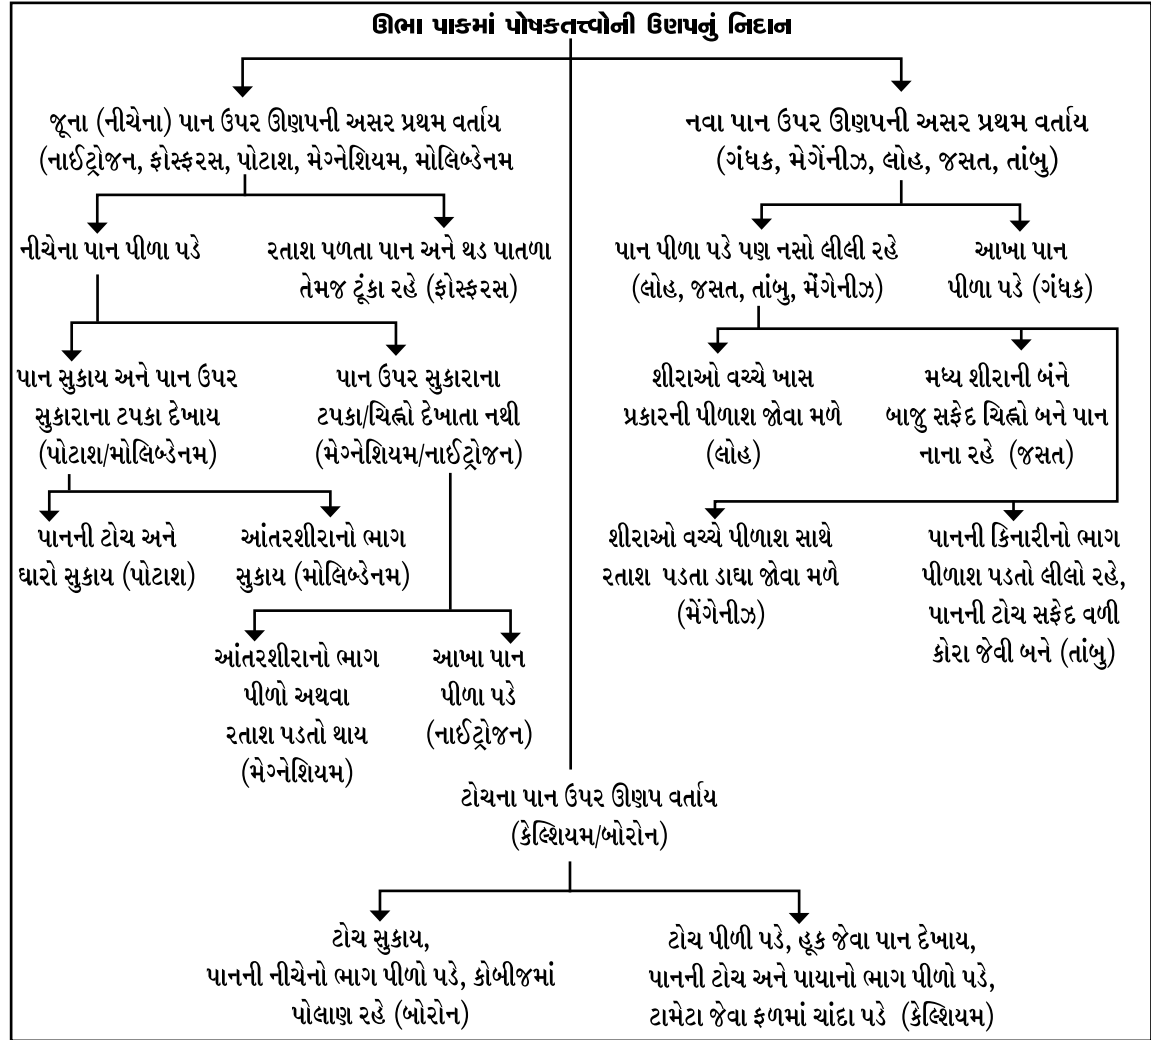 ઊભા પાકમાં પોષકતત્ત્વોની ઉણપનું નિદાન
જૂના (નીચેના) પાન ઉપર ઊણપની અસર પ્રથમ વર્તાય
(નાઈટ્રોજન, ફોસ્ફરસ, પોટાશ, મેગ્નેશિયમ, મોલિબ્ડેનમ
નવા પાન ઉપર ઊણપની અસર પ્રથમ વર્તાય
(ગંધક, મેગેંનીઝ, લોહ, જસત, તાંબુ)
નીચેના પાન પીળા પડે
રતાશ પળતા પાન અને થડ પાતળા
તેમજ ટૂંકા રહે (ફોસ્ફરસ)
પાન પીળા પડે પણ નસો લીલી રહે
(લોહ, જસત, તાંબુ, મેંગેનીઝ)
આખા પાન
પીળા પડે (ગંધક)
પાન સુકાય અને પાન ઉપર
સુકારાના ટપકા દેખાય
(પોટાશ/મોલિબ્ડેનમ)
પાન ઉપર સુકારાના
ટપકા/ચિહ્નો દેખાતા નથી
(મેગ્નેશિયમ/નાઈટ્રોજન)
શીરાઓ વચ્ચે ખાસ
પ્રકારની પીળાશ જોવા મળે
(લોહ)
મધ્ય શીરાની બંને
બાજુ સફેદ ચિહ્નો બને પાન
નાના રહે (જસત)
પાનની ટોચ અને
ધારો સુકાય (પોટાશ)
આંતરશીરાનો ભાગ
સુકાય (મોલિબ્ડેનમ)
શીરાઓ વચ્ચે પીળાશ સાથે
રતાશ પડતા ડાઘા જોવા મળે
(મેંગેનીઝ)
પાનની કિનારીનો ભાગ
પીળાશ પડતો લીલો રહે,
પાનની ટોચ સફેદ વળી
કોરા જેવી બને (તાંબુ)
આંતરશીરાનો ભાગ
પીળો અથવા
રતાશ પડતો થાય
(મેગ્નેશિયમ)
આખા પાન
પીળા પડે
(નાઈટ્રોજન)
ટોચના પાન ઉપર ઊણપ વર્તાય
(કેલ્શિયમ/બોરોન)
ટોચ સુકાય,
પાનની નીચેનો ભાગ પીળો પડે, કોબીજમાં
પોલાણ રહે (બોરોન)
ટોચ પીળી પડે, હૂક જેવા પાન દેખાય,
પાનની ટોચ અને પાયાનો ભાગ પીળો પડે,
ટામેટા જેવા ફળમાં ચાંદા પડે (કેલ્શિયમ)